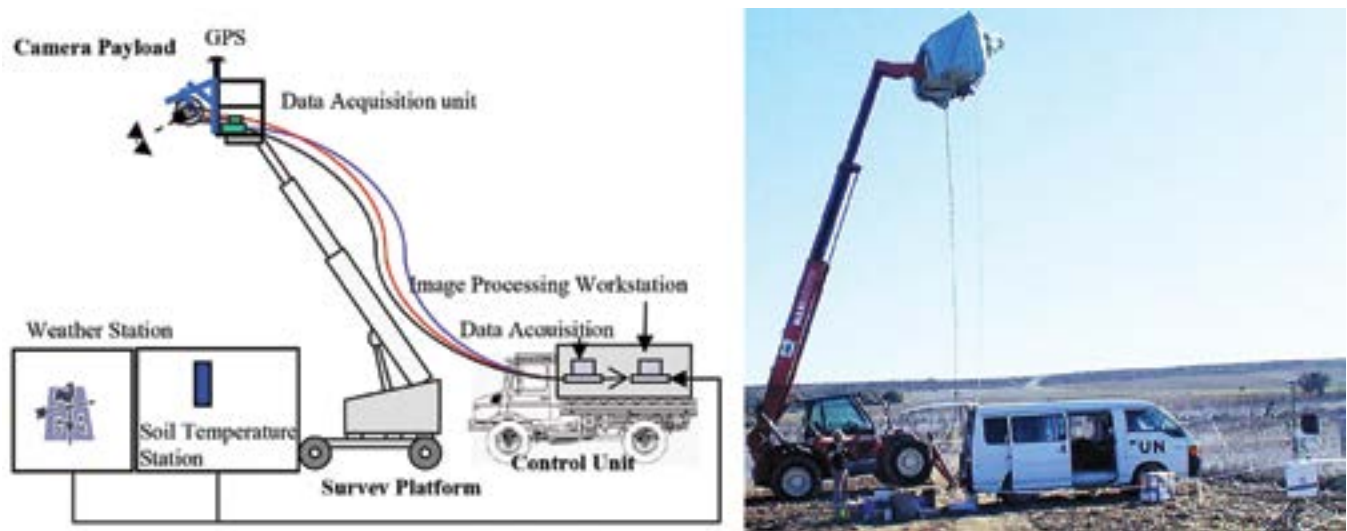 GPS
Camera Payload
Data Acquisition unit
Image Processing Workstation
Data Acquisition
Weather Station
Soil Temperature
Station
Control Unit
Survey Platform
UN